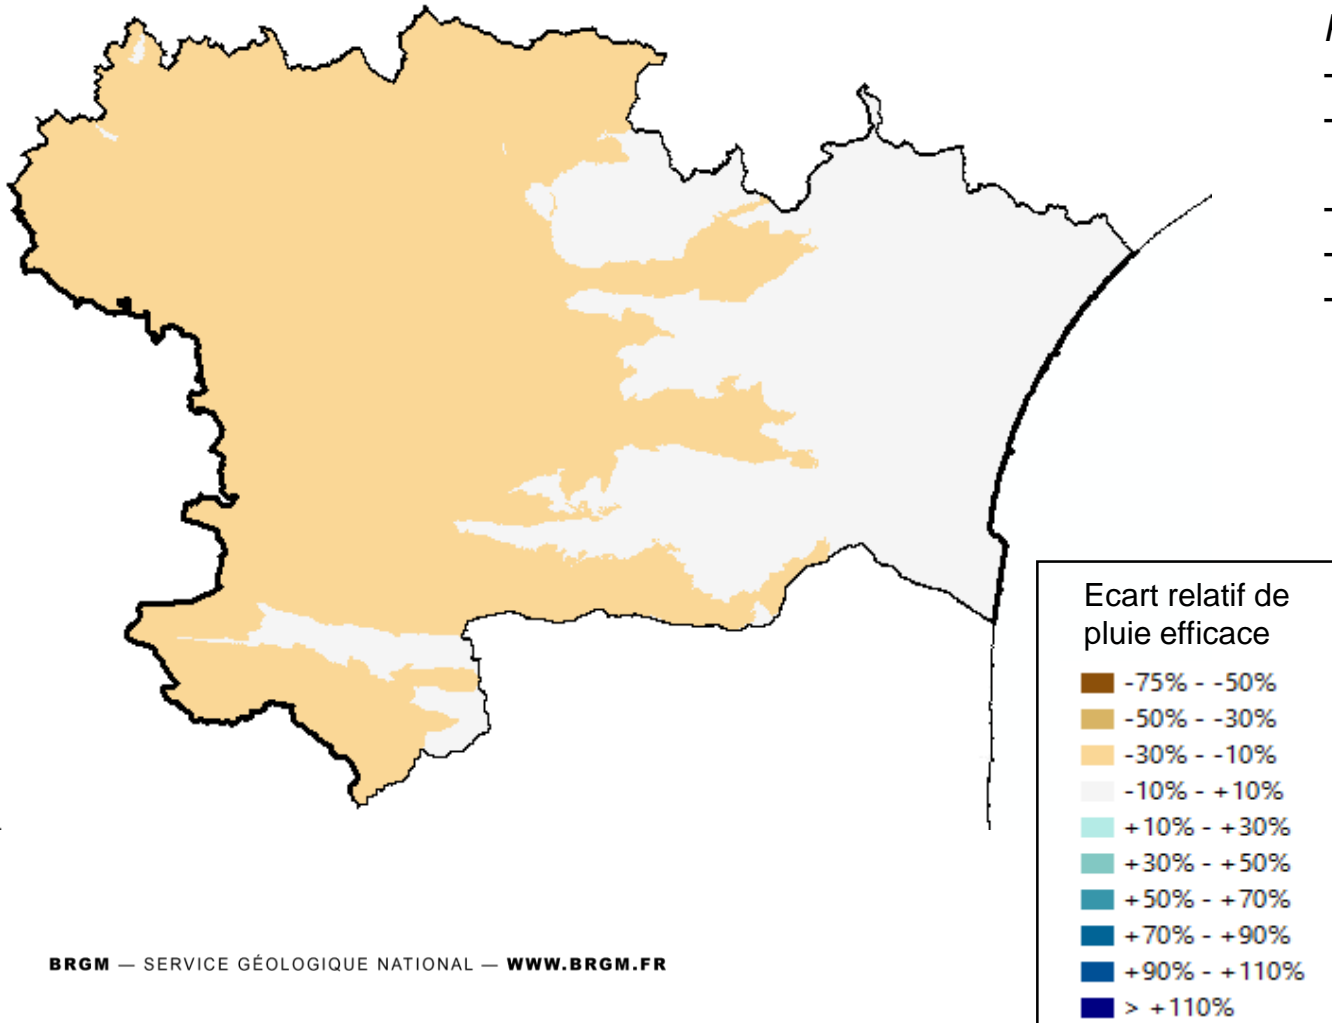 Ecart relatif de
pluie efficace
-75% - -50%
-50% - -30%
-30% - -10%
-10% - +10%
+10% - +30%
+30% - +50%
+50% - +70%
+70% - +90%
+90% - +110%
> +110%
BRGM — SERVICE GÉOLOGIQUE NATIONAL — WWW.BRGM.FR